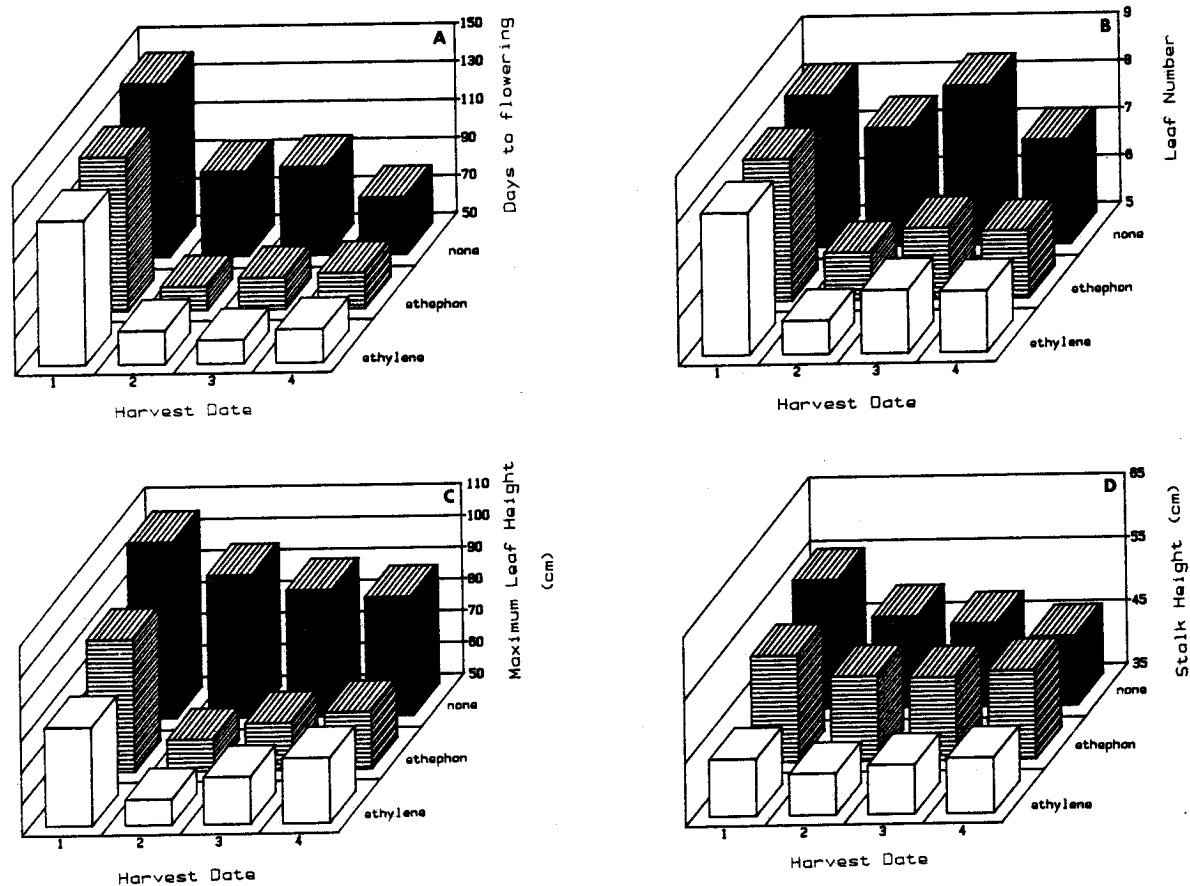 A
150
130
110
90
70
50
Days to flowering
none
ethephon
ethylene
1 2 3 4
Harvest Date
B
9
8
7
6
5
Leaf Number
none
ethephon
ethylene
1 2 3 4
Harvest Date
C
110
100
90
80
70
60
50
Maximum Leaf Height
(cm)
none
ethephon
ethylene
1 2 3 4
Harvest Date
D
65
55
45
35
Stalk Height (cm)
none
ethephon
ethylene
1 2 3 4
Harvest Date